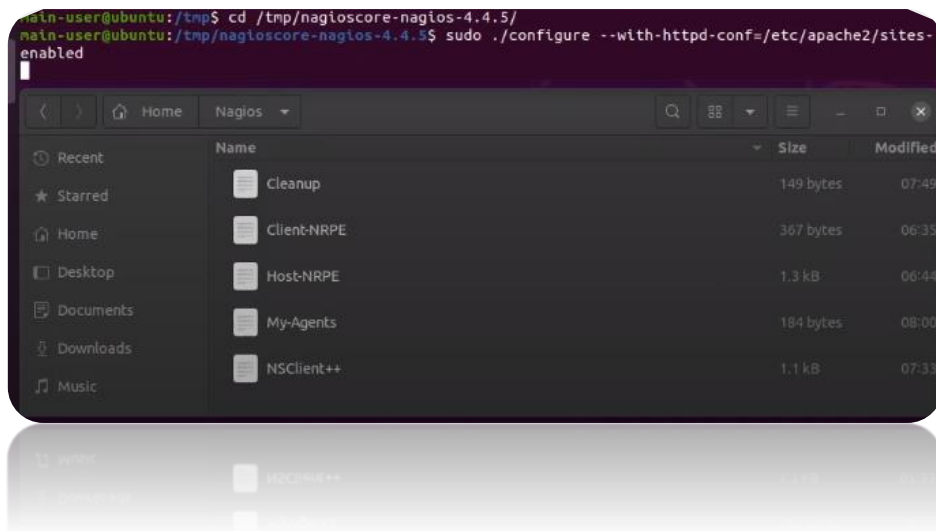 main-user@ubuntu:/tmp$ cd /tmp/nagioscore-nagios-4.4.5/
main-user@ubuntu:/tmp/nagioscore-nagios-4.4.5$ sudo ./configure --with-httpd-conf=/etc/apache2/sites-
enabled
Home Nagios
Name Size Modified
Recent
Starred
Home
Desktop
Documents
Downloads
Music
Cleanup 149 bytes 07:49
Client-NRPE 367 bytes 06:35
Host-NRPE 1.3 kB 06:44
My-Agents 184 bytes 08:00
NSClient++ 1.1 kB 07:33